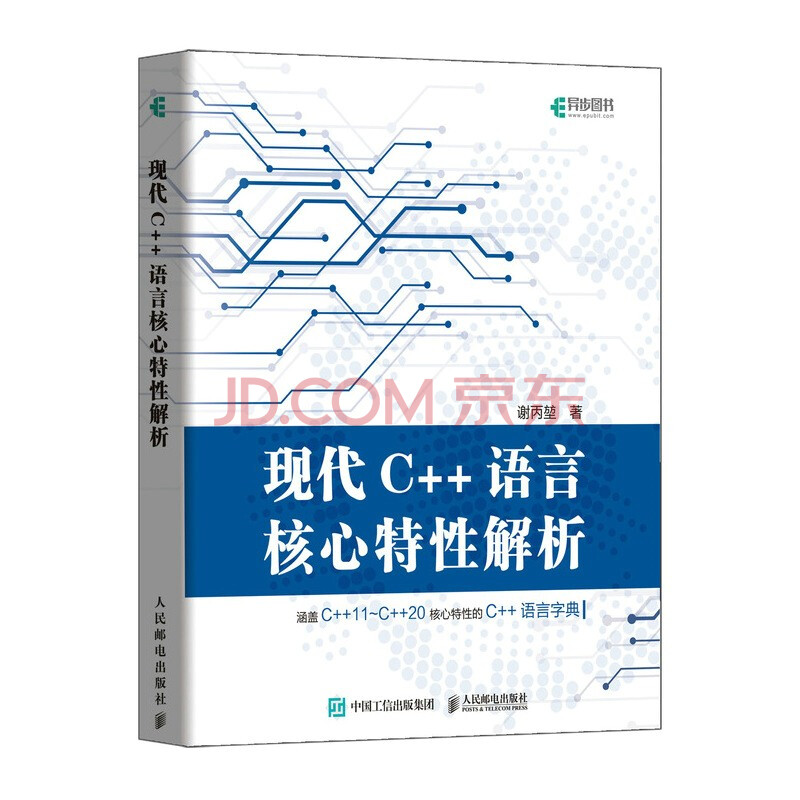 异步图书
www.epubit.com
现代C++语言核心特性解析
人民邮电出版社
JD.COM 京东
谢丙堃 著
现代 C++ 语言
核心特性解析
涵盖 C++11~C++20 核心特性的 C++ 语言字典
中国工信出版集团
人民邮电出版社
POSTS & TELECOM PRESS